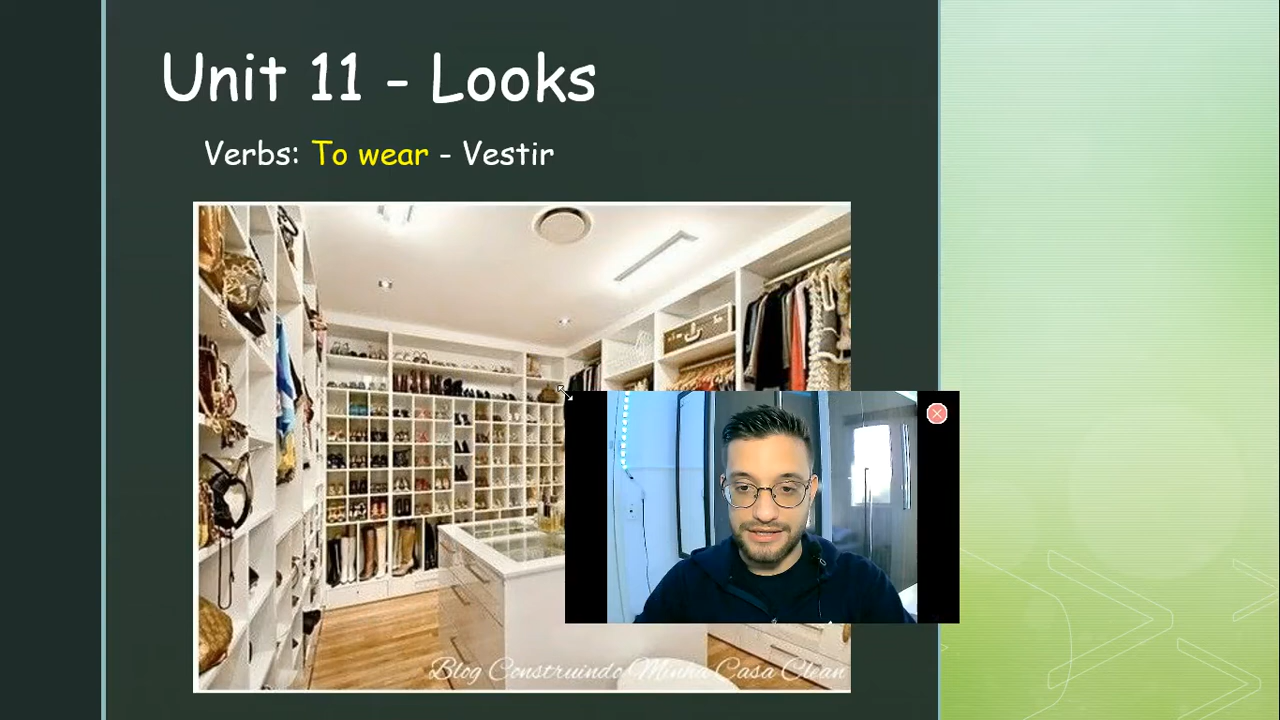 Unit 11 - Looks
Verbs: To wear - Vestir
Blog Construindo Minha Casa Clean